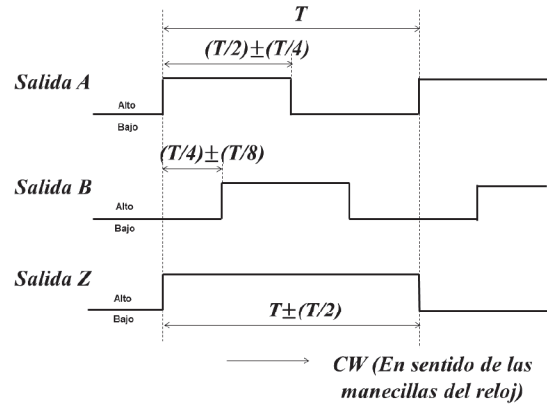 T
(T/2)±(T/4)
Salida A
Alto
Bajo
(T/4)±(T/8)
Salida B
Alto
Bajo
Salida Z
Alto
Bajo
T±(T/2)
CW (En sentido de las
manecillas del reloj)